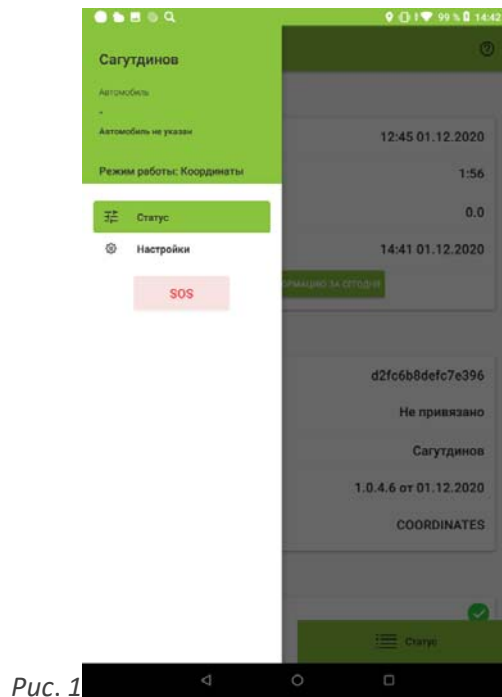 99 % 14:42
Сагутдинов
Автомобиль
-
Автомобиль не указан
Режим работы: Координаты
Статус
Настройки
SOS
12:45 01.12.2020
1:56
0.0
14:41 01.12.2020
ЗА СЕГОДНЯ
d2fc6b8defc7e396
Не привязано
Сагутдинов
1.0.4.6 от 01.12.2020
COORDINATES
Статус
Рис. 1